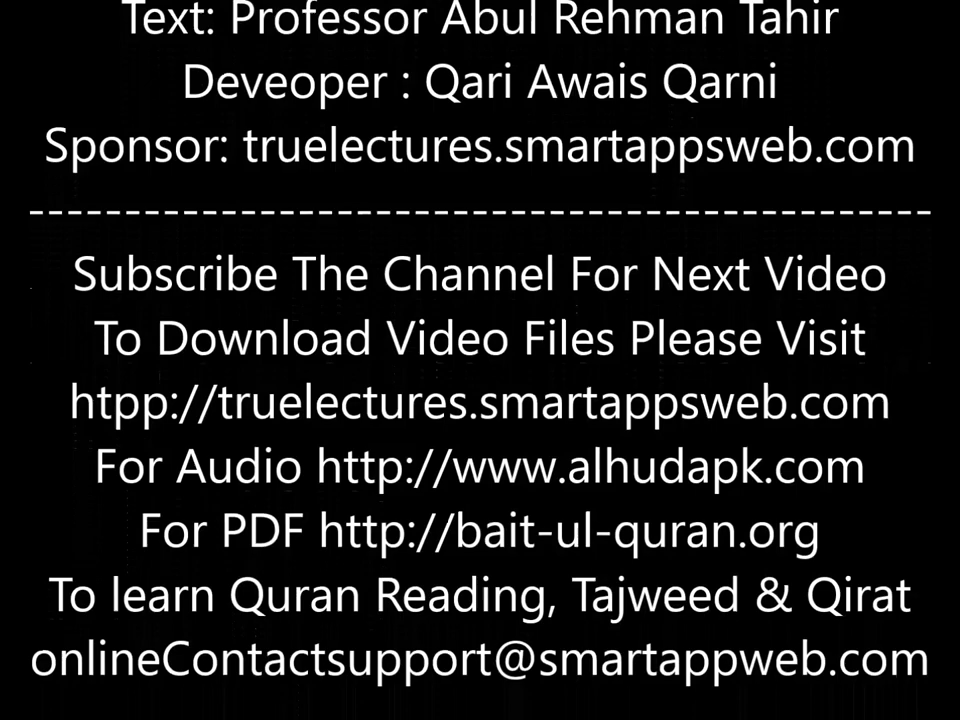 Text: Professor Abul Rehman Tahir
Deveoper : Qari Awais Qarni
Sponsor: truelectures.smartappsweb.com
-----------------------------------------------
Subscribe The Channel For Next Video
To Download Video Files Please Visit
htpp://truelectures.smartappsweb.com
For Audio http://www.alhudapk.com
For PDF http://bait-ul-quran.org
To learn Quran Reading, Tajweed & Qirat
onlineContactsupport@smartappweb.com